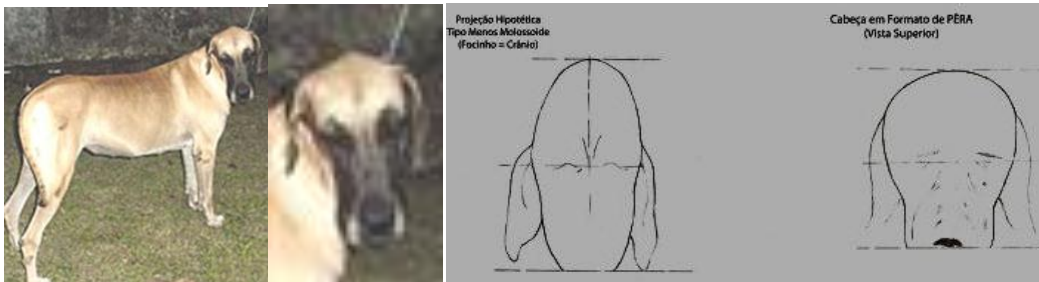 Projeção Hipotética
Tipo Menos Molossoide
(Focinho = Crânio)
Cabeça em Formato de PÊRA
(Vista Superior)